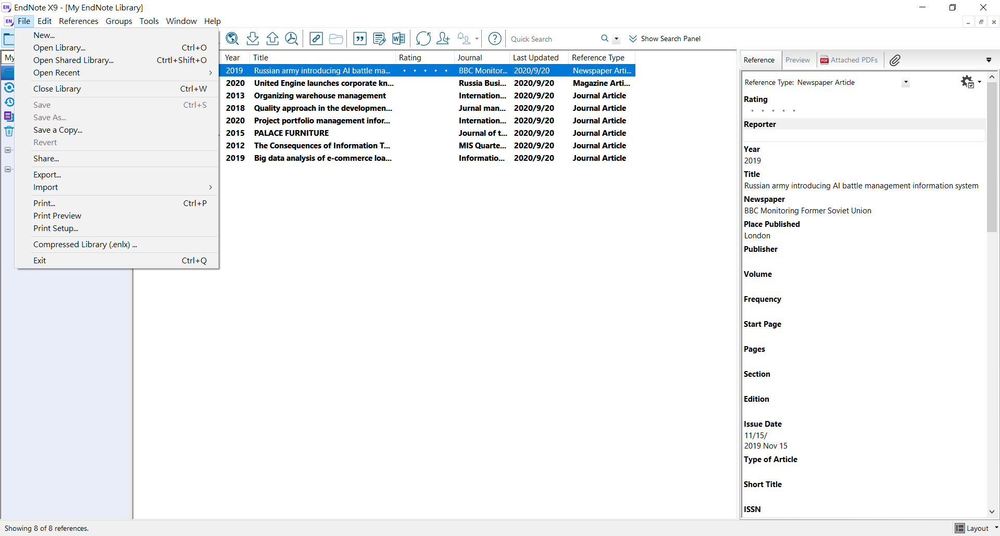 EndNote X9 - [My EndNote Library]
File Edit References Groups Tools Window Help
New...
Open Library... Ctrl+O
Open Shared Library... Ctrtl+Shift+O
Open Recent
Close Library Ctrl+W
Save Ctrl+S
Save As...
Save a Copy...
Revert
Share...
Export...
Import
Print... Ctrl+P
Print Preview
Print Setup...
Compressed Library (.enlx) ...
Exit Ctrl+Q
My
Quick Search
Show Search Panel
Year Title Rating Journal Last Updated Reference Type
2019 Russian army introducing AI battle ma... BBC Monitor... 2020/9/20 Newspaper Arti...
2020 United Engine launches corporate kn... Russia Busi... 2020/9/20 Magazine Arti...
2013 Organizing warehouse management Internation... 2020/9/20 Journal Article
2018 Quality approach in the developmen... Jurnal man... 2020/9/20 Journal Article
2020 Project portfolio management infor... Internation... 2020/9/20 Journal Article
2015 PALACE FURNITURE Journal of t... 2020/9/20 Journal Article
2012 The Consequences of Information T... MIS Quarte... 2020/9/20 Journal Article
2019 Big data analysis of e-commerce loa... Informatio... 2020/9/20 Journal Article
Reference Preview PDF Attached PDFs
Reference Type: Newspaper Article
Rating
Reporter
Year
2019
Title
Russian army introducing AI battle management information system
Newspaper
BBC Monitoring Former Soviet Union
Place Published
London
Publisher
Volume
Frequency
Start Page
Pages
Section
Edition
Issue Date
11/15/
2019 Nov 15
Type of Article
Short Title
ISSN
Showing 8 of 8 references.
Layout